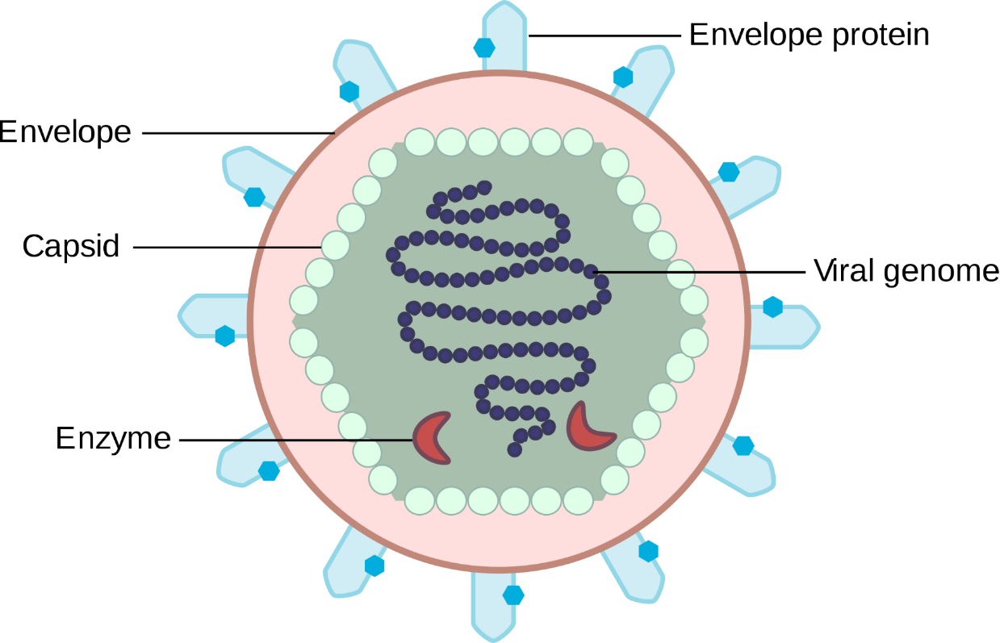 Envelope protein
Envelope
Capsid
Viral genome
Enzyme